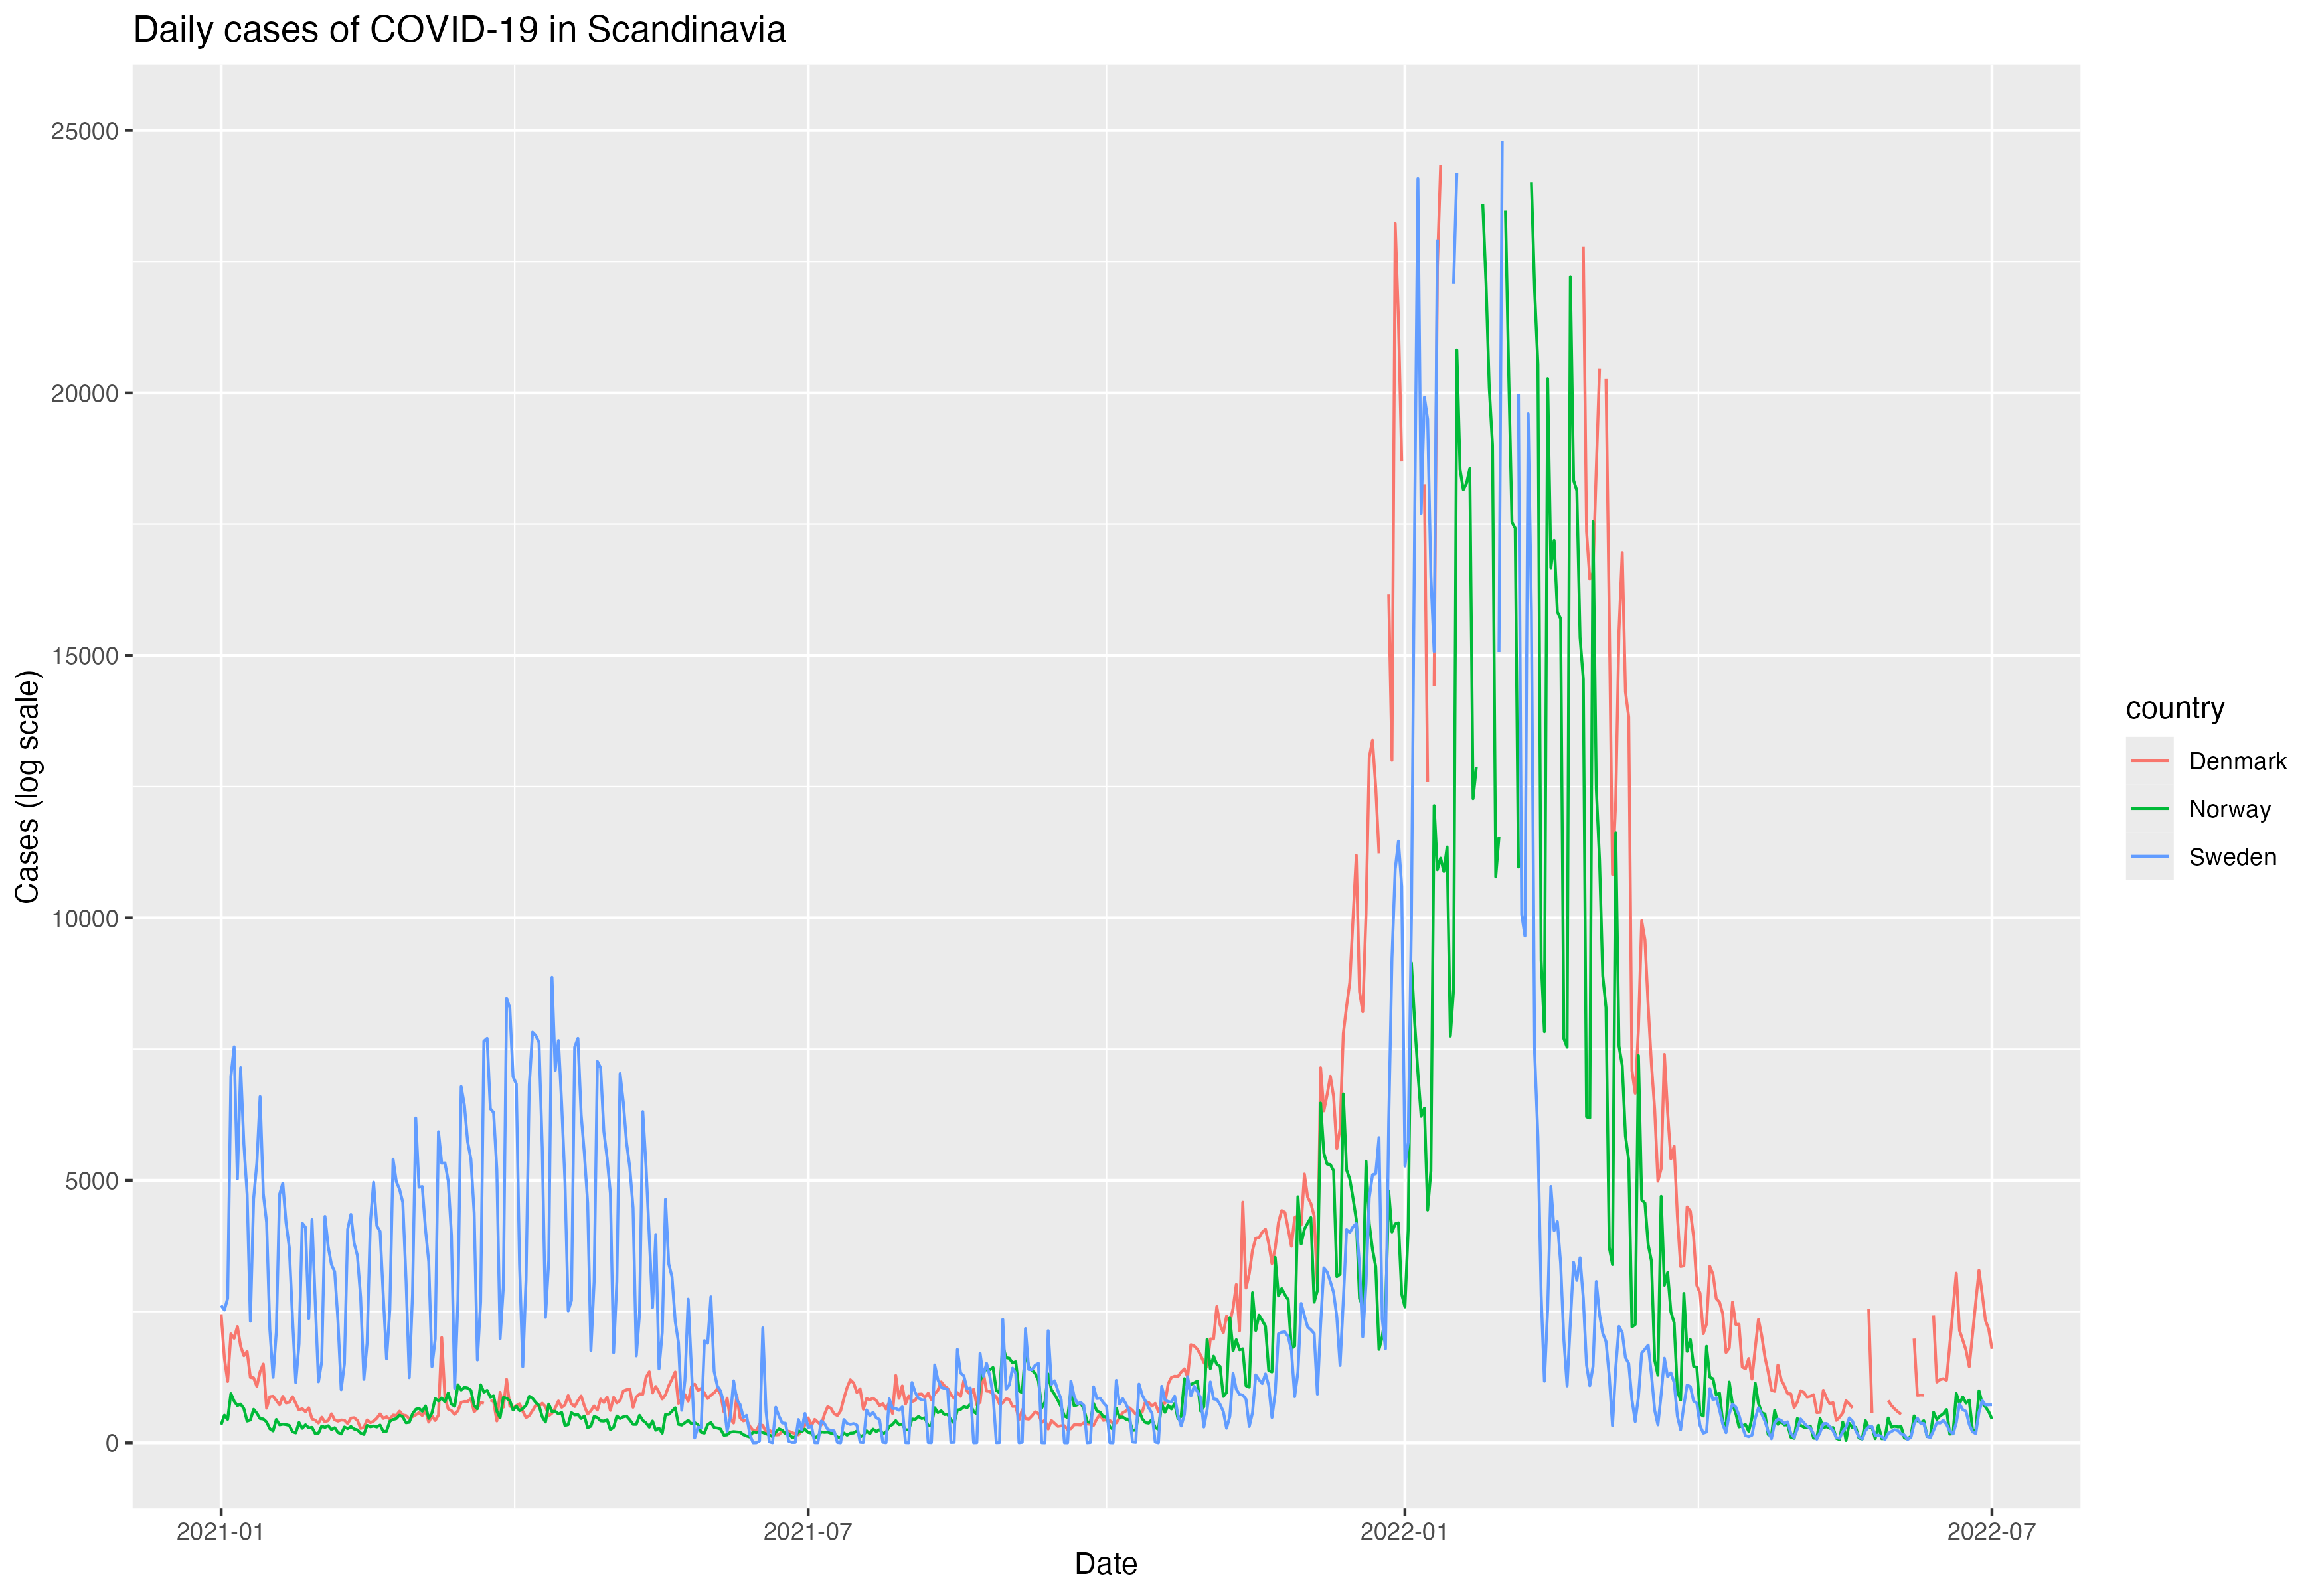 Daily cases of COVID-19 in Scandinavia
25000
20000
15000
10000
5000
0
Cases (log scale)
2021-01
2021-07
2022-01
2022-07
Date
country
Denmark
Norway
Sweden